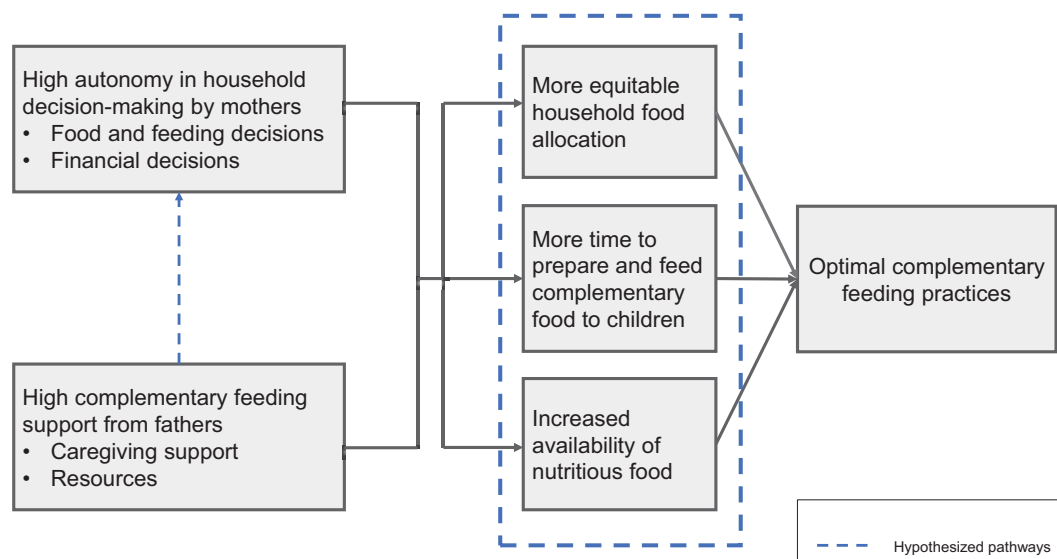 High autonomy in household
decision-making by mothers
• Food and feeding decisions
• Financial decisions
High complementary feeding
support from fathers
• Caregiving support
• Resources
More equitable
household food
allocation
More time to
prepare and feed
complementary
food to children
Increased
availability of
nutritious food
Optimal complementary
feeding practices
Hypothesized pathways